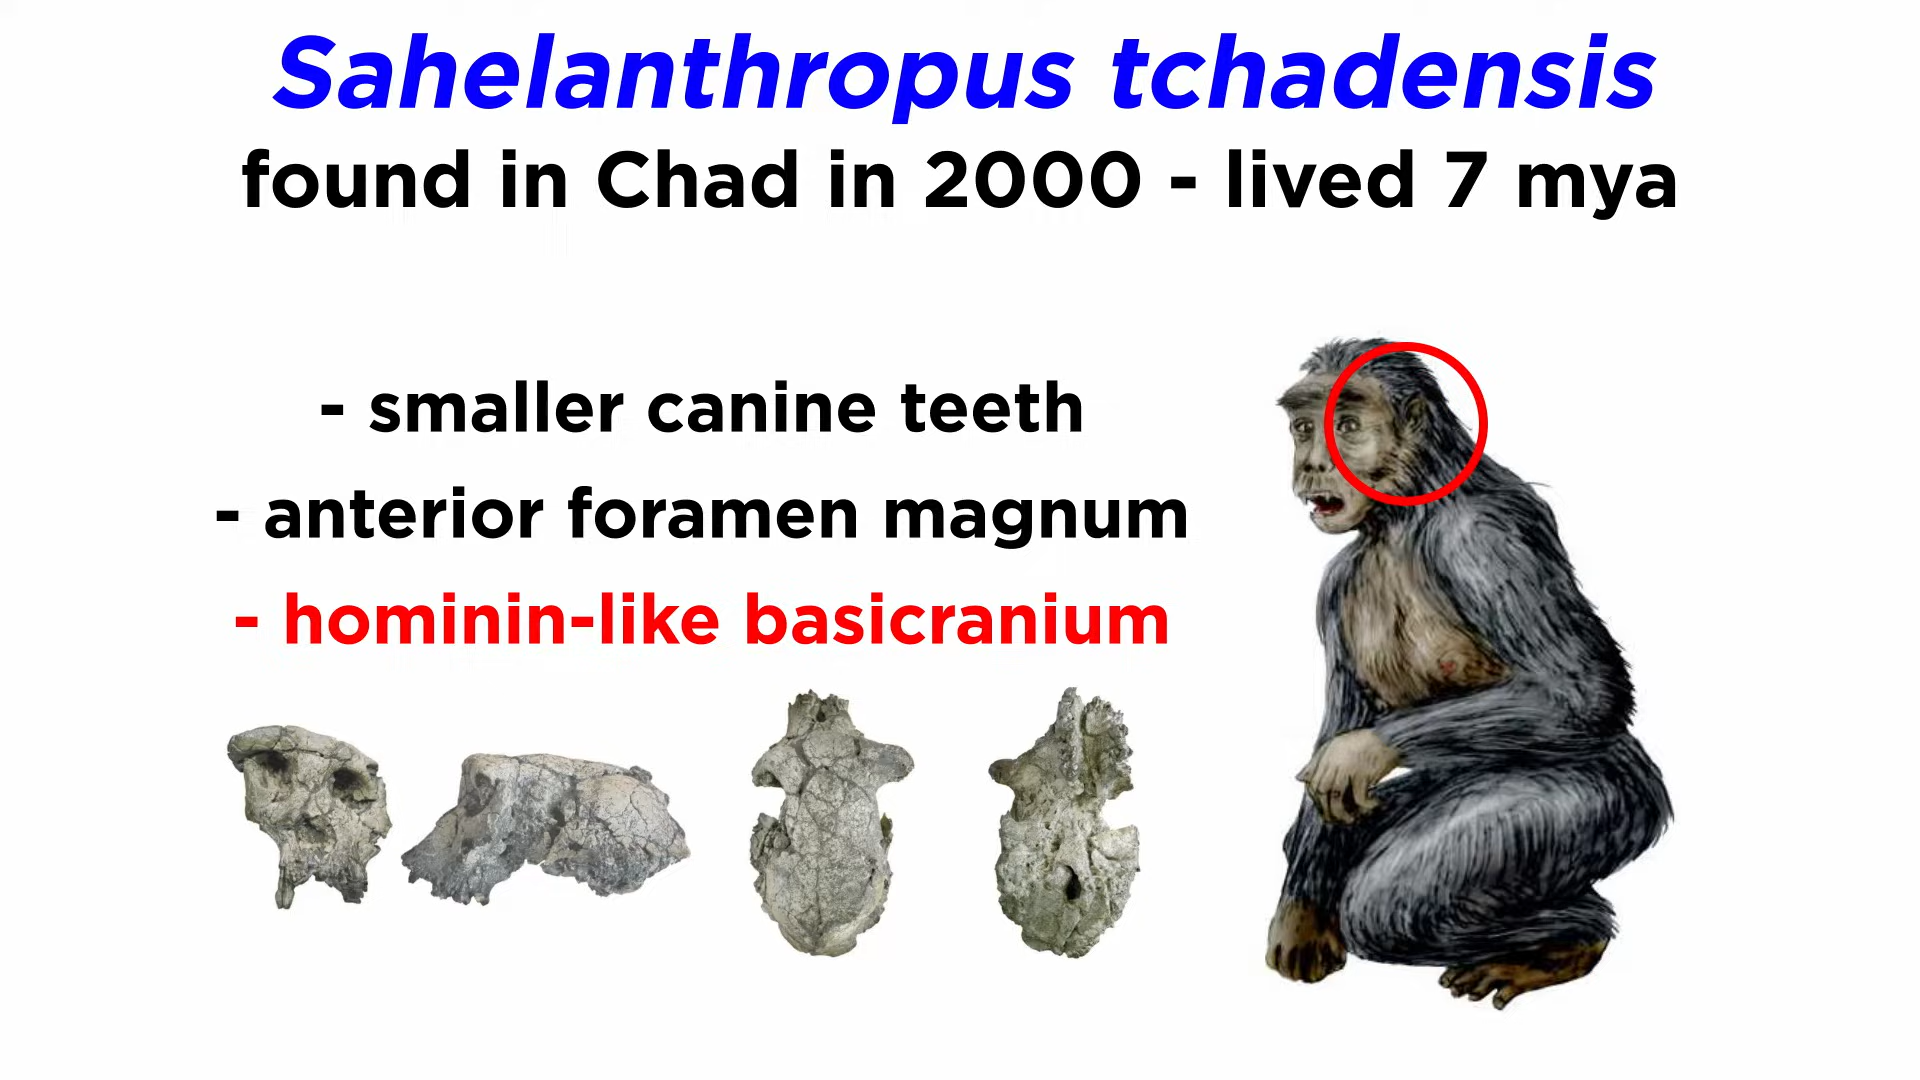 Sahelanthropus tchadensis
found in Chad in 2000 - lived 7 mya
- smaller canine teeth
- anterior foramen magnum
- hominin-like basicranium